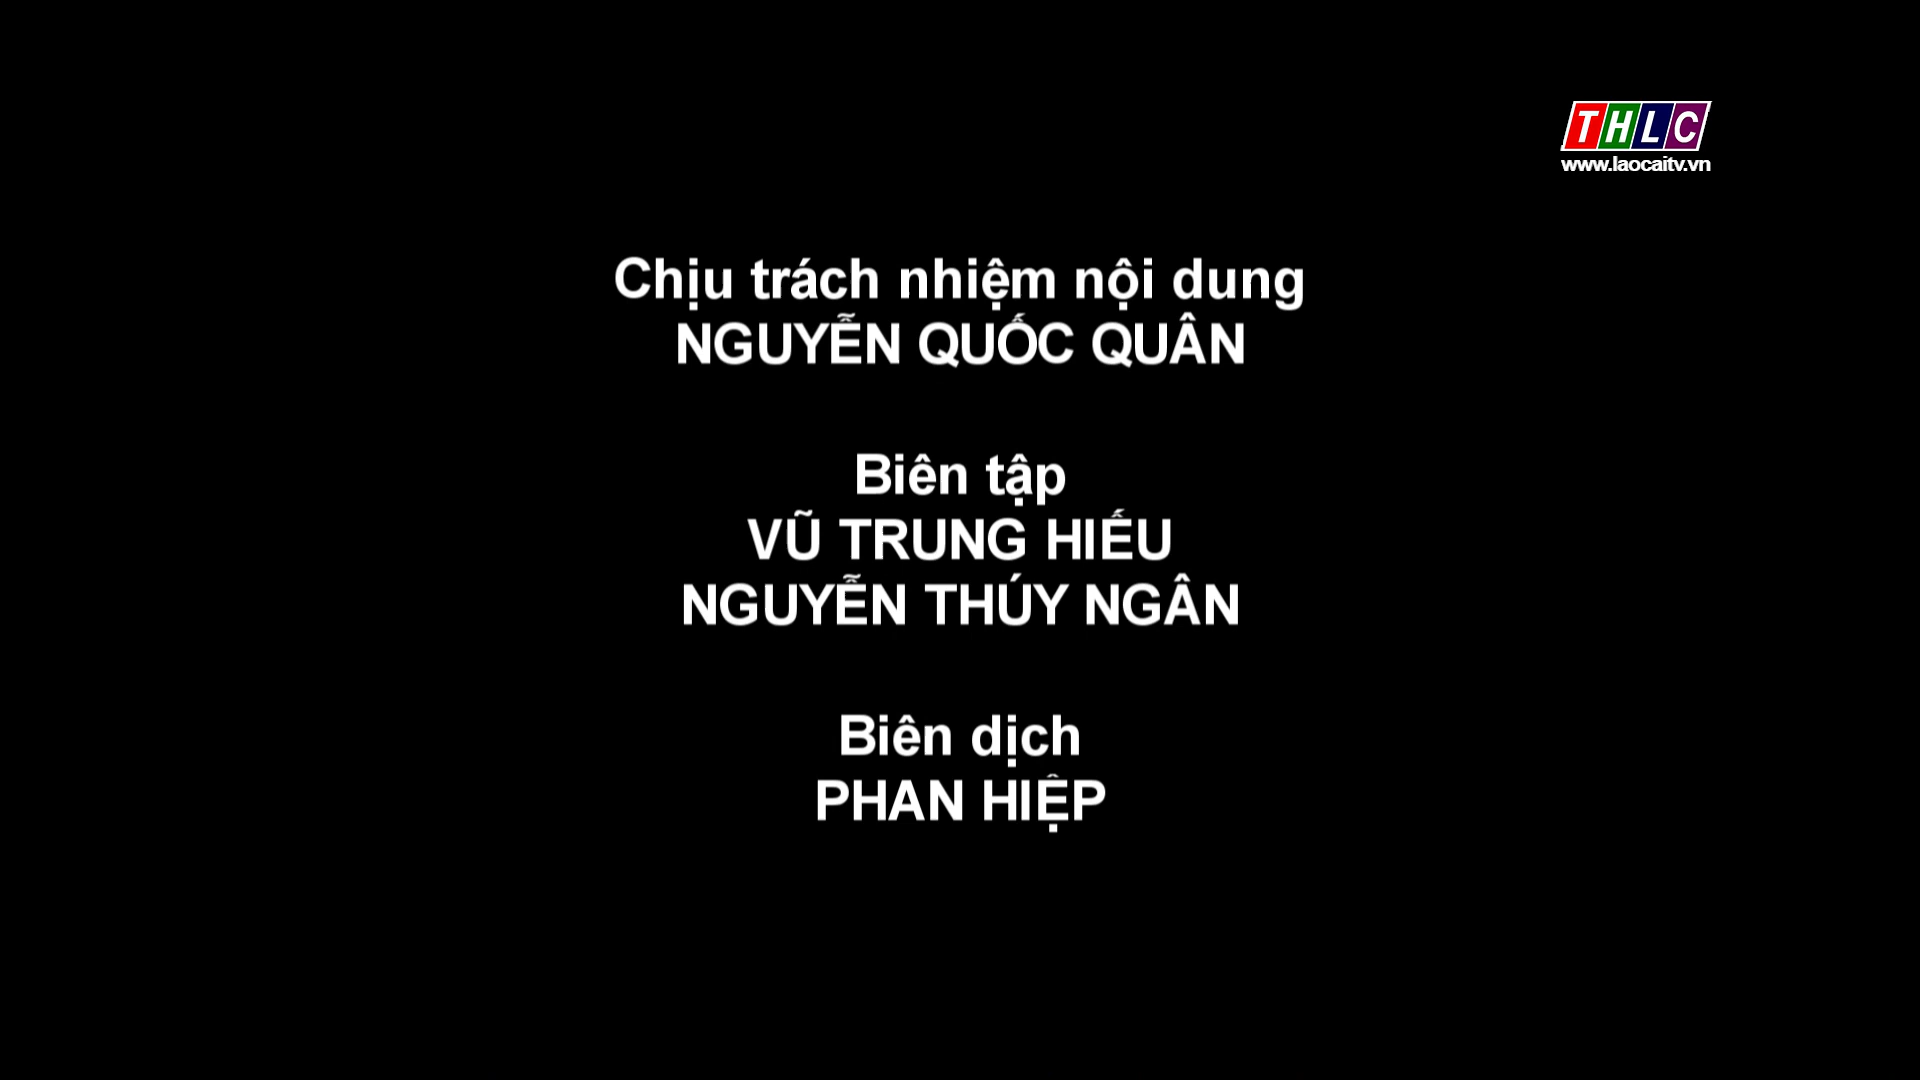 THLC
www.laocaitv.vn
Chịu trách nhiệm nội dung
NGUYỄN QUỐC QUÂN
Biên tập
VŨ TRUNG HIẾU
NGUYỄN THÚY NGÂN
Biên dịch
PHAN HIỆP